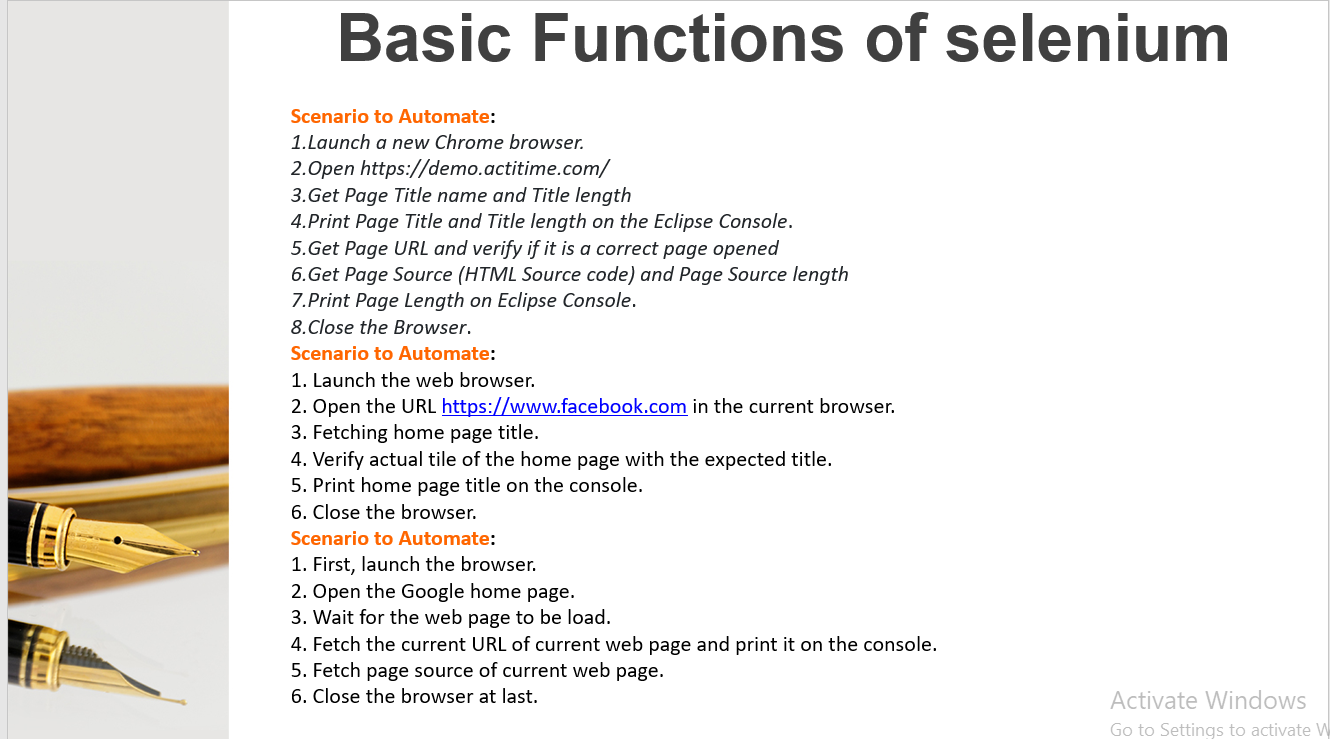 Basic Functions of selenium
Scenario to Automate:
1.Launch a new Chrome browser.
2.Open https://demo.actitime.com/
3.Get Page Title name and Title length
4.Print Page Title and Title length on the Eclipse Console.
5.Get Page URL and verify if it is a correct page opened
6.Get Page Source (HTML Source code) and Page Source length
7.Print Page Length on Eclipse Console.
8.Close the Browser.
Scenario to Automate:
1. Launch the web browser.
2. Open the URL https://www.facebook.com in the current browser.
3. Fetching home page title.
4. Verify actual tile of the home page with the expected title.
5. Print home page title on the console.
6. Close the browser.
Scenario to Automate:
1. First, launch the browser.
2. Open the Google home page.
3. Wait for the web page to be load.
4. Fetch the current URL of current web page and print it on the console.
5. Fetch page source of current web page.
6. Close the browser at last.
Activate Windows
Go to Settings to activate